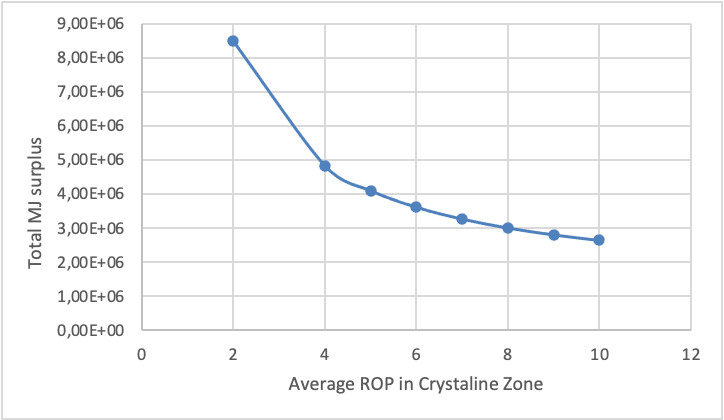 9,00E+06
8,00E+06
7,00E+06
6,00E+06
5,00E+06
4,00E+06
3,00E+06
2,00E+06
1,00E+06
0,00E+00
Total MJ surplus
0 2 4 6 8 10 12
Average ROP in Crystaline Zone